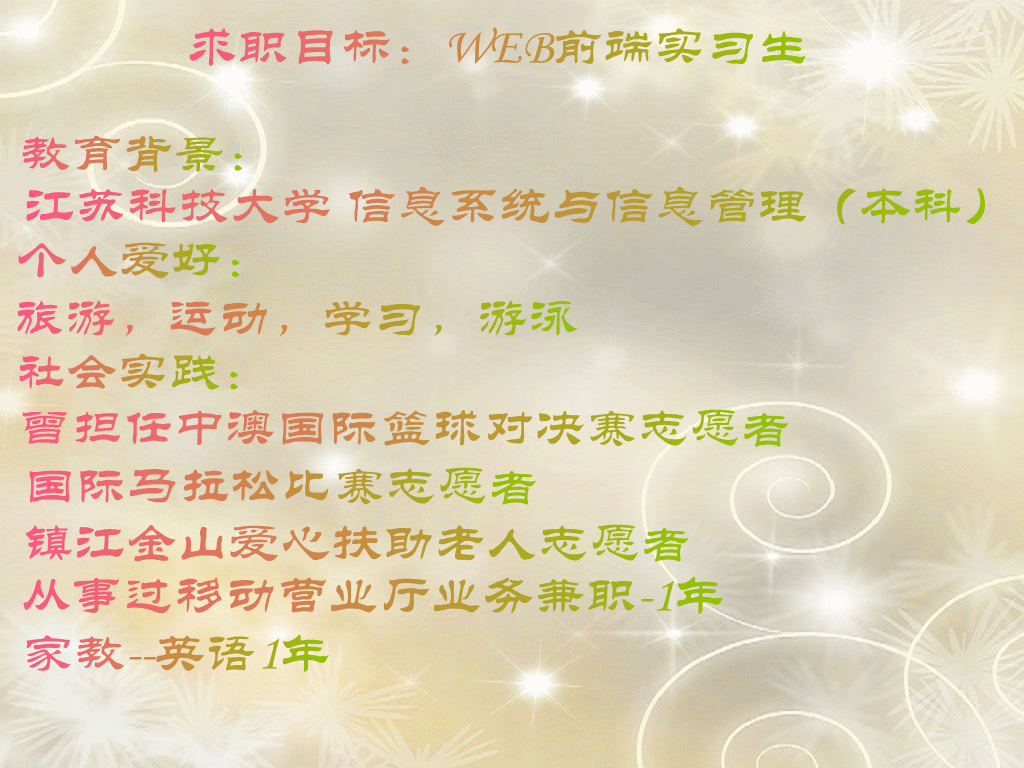 求职目标：WEB前端实习生
教育背景：
江苏科技大学 信息系统与信息管理（本科）
个人爱好：
旅游，运动，学习，游泳
社会实践：
曾担任中澳国际篮球对决赛志愿者
国际马拉松比赛志愿者
镇江金山爱心扶助老人志愿者
从事过移动营业厅业务兼职-1年
家教--英语1年